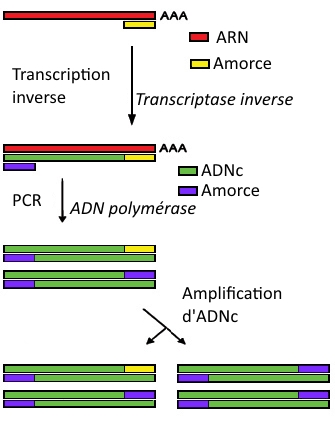 AAA
ARN
Amorce
Transcription
inverse
Transcriptase inverse
AAA
ADNc
Amorce
PCR
ADN polymérase
Amplification
d'ADNc